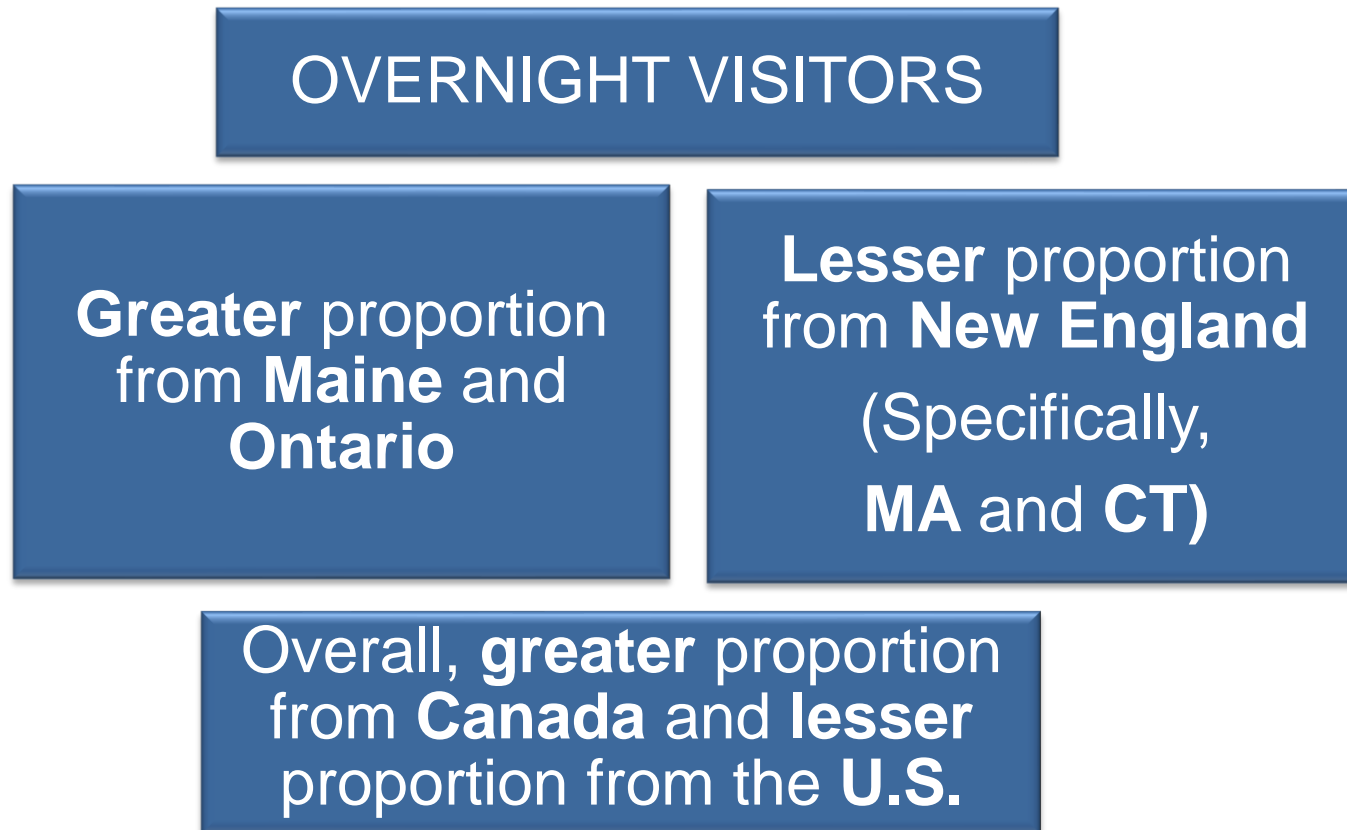 OVERNIGHT VISITORS
Greater proportion
from Maine and
Ontario
Lesser proportion
from New England
(Specifically,
MA and CT)
Overall, greater proportion
from Canada and lesser
proportion from the U.S.